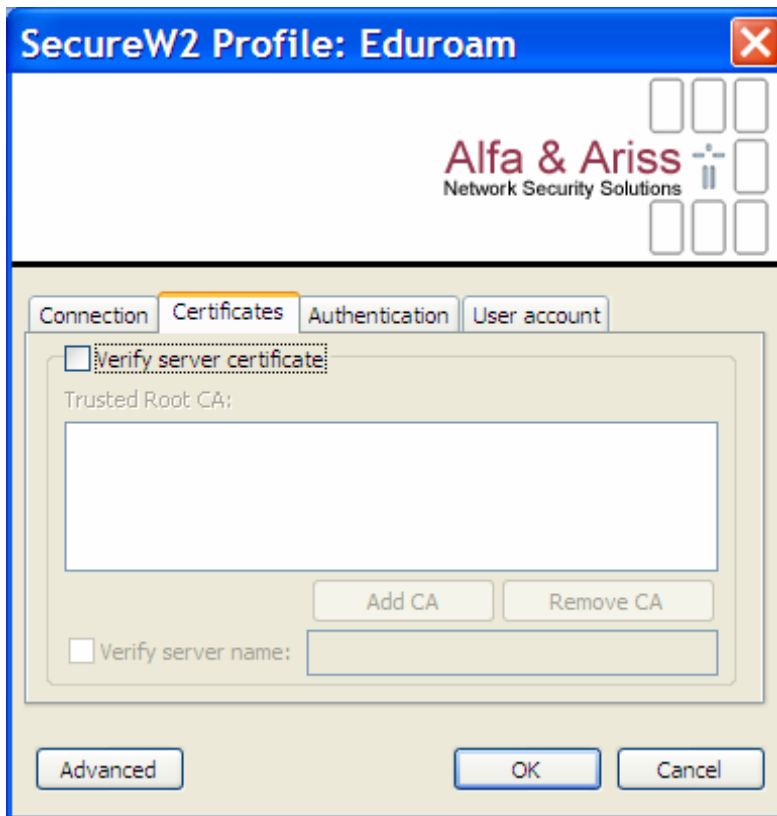 SecureW2 Profile: Eduroam
Alfa & Ariss
Network Security Solutions
Connection Certificates Authentication User account
Verify server certificate
Trusted Root CA:
Add CA Remove CA
Verify server name:
Advanced OK Cancel